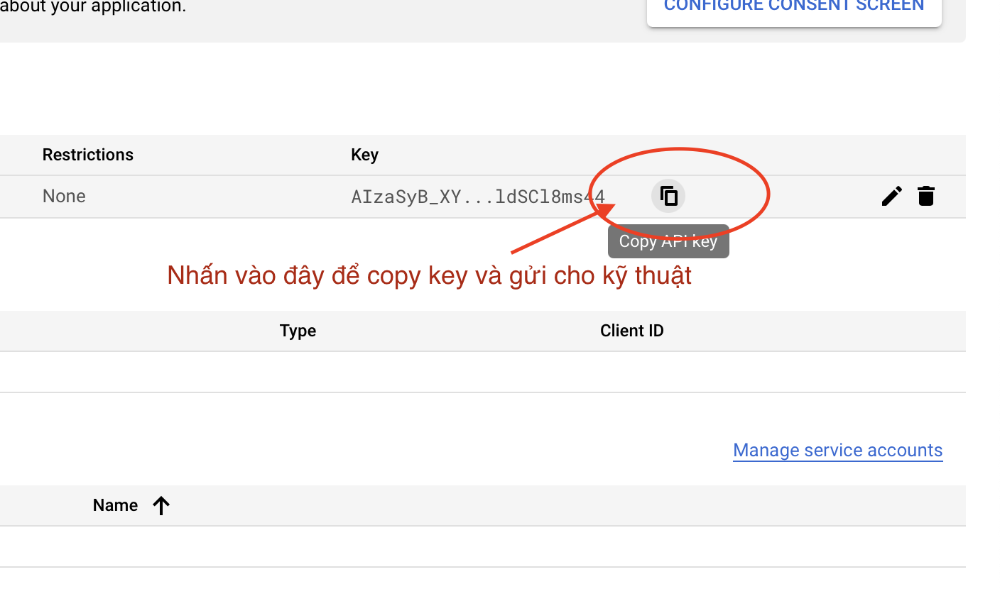 about your application.
CONFIGURE CONSENT SCREEN
Restrictions Key
None AIzaSyB_XY...ldSCl8ms44
Copy API key
Nhấn vào đây để copy key và gửi cho kỹ thuật
Type Client ID
Manage service accounts
Name